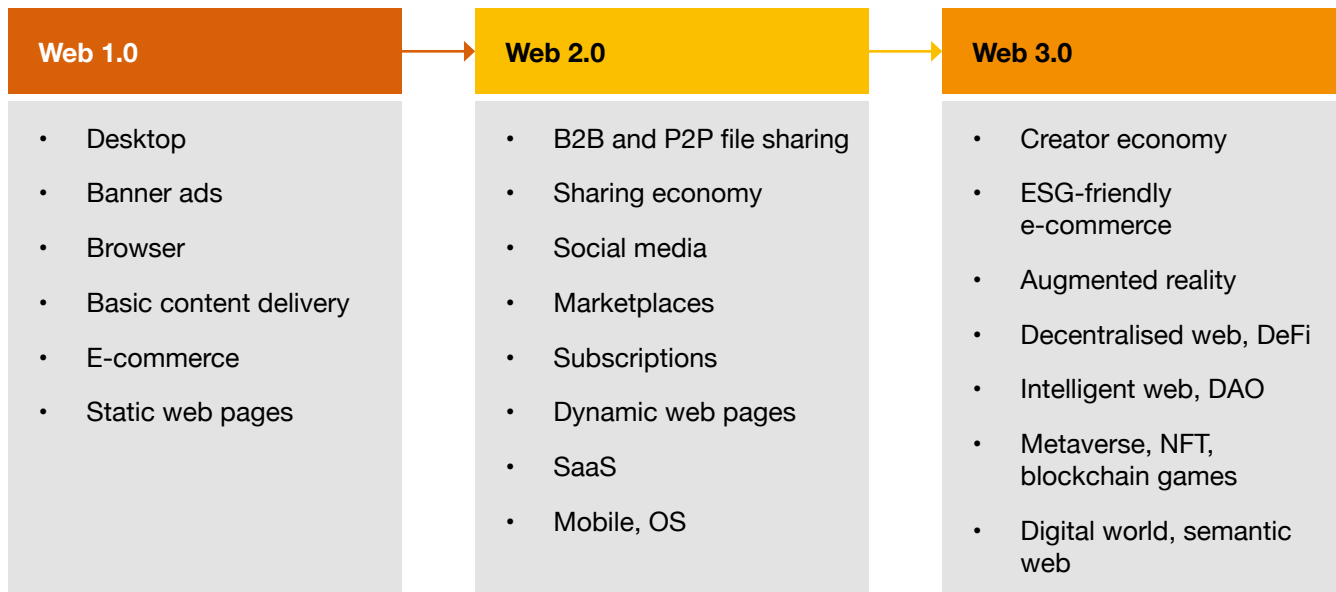 Web 1.0
• Desktop
• Banner ads
• Browser
• Basic content delivery
• E-commerce
• Static web pages
Web 2.0
• B2B and P2P file sharing
• Sharing economy
• Social media
• Marketplaces
• Subscriptions
• Dynamic web pages
• SaaS
• Mobile, OS
Web 3.0
• Creator economy
• ESG-friendly
e-commerce
• Augmented reality
• Decentralised web, DeFi
• Intelligent web, DAO
• Metaverse, NFT,
blockchain games
• Digital world, semantic
web